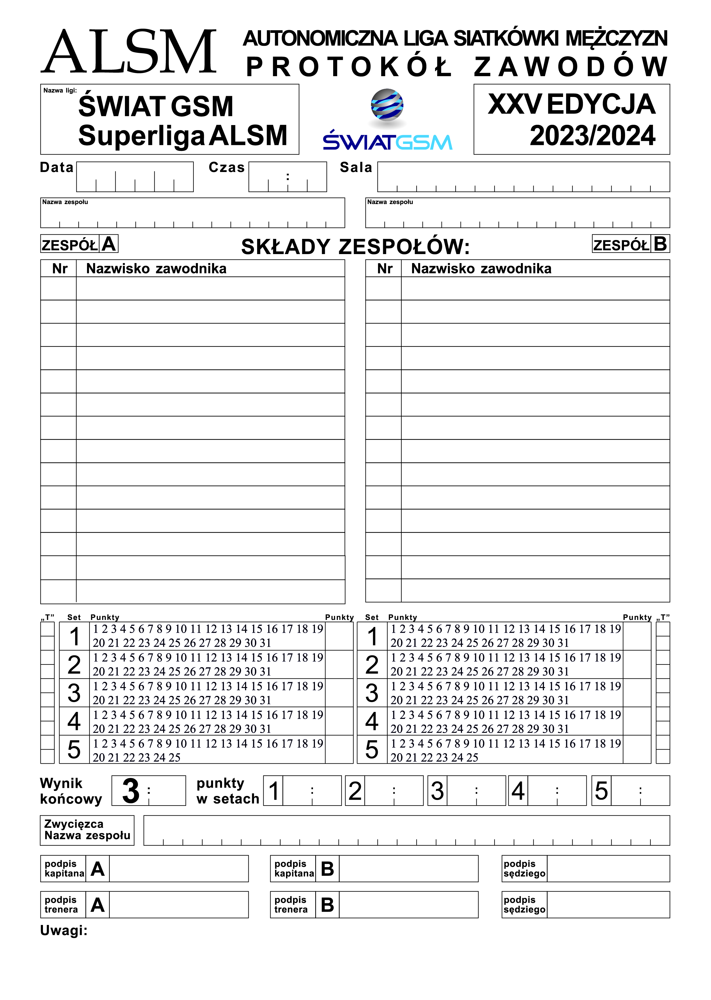 ALSM
AUTONOMICZNA LIGA SIATKÓWKI MĘŻCZYZN
PROTOKÓŁ ZAWODÓW
Nazwa ligi:
ŚWIAT GSM
Superliga ALSM
ŚWIATGSM
XXV EDYCJA
2023/2024
Data
Czas :
Sala
Nazwa zespołu
Nazwa zespołu
ZESPÓŁ A
SKŁADY ZESPOŁÓW:
ZESPÓŁ B
Nr Nazwisko zawodnika
Nr Nazwisko zawodnika
„T” Set Punkty Punkty Set Punkty Punkty „T”
1 1 2 3 4 5 6 7 8 9 10 11 12 13 14 15 16 17 18 19
20 21 22 23 24 25 26 27 28 29 30 31
1 1 2 3 4 5 6 7 8 9 10 11 12 13 14 15 16 17 18 19
20 21 22 23 24 25 26 27 28 29 30 31
2 1 2 3 4 5 6 7 8 9 10 11 12 13 14 15 16 17 18 19
20 21 22 23 24 25 26 27 28 29 30 31
2 1 2 3 4 5 6 7 8 9 10 11 12 13 14 15 16 17 18 19
20 21 22 23 24 25 26 27 28 29 30 31
3 1 2 3 4 5 6 7 8 9 10 11 12 13 14 15 16 17 18 19
20 21 22 23 24 25 26 27 28 29 30 31
3 1 2 3 4 5 6 7 8 9 10 11 12 13 14 15 16 17 18 19
20 21 22 23 24 25 26 27 28 29 30 31
4 1 2 3 4 5 6 7 8 9 10 11 12 13 14 15 16 17 18 19
20 21 22 23 24 25 26 27 28 29 30 31
4 1 2 3 4 5 6 7 8 9 10 11 12 13 14 15 16 17 18 19
20 21 22 23 24 25 26 27 28 29 30 31
5 1 2 3 4 5 6 7 8 9 10 11 12 13 14 15 16 17 18 19
20 21 22 23 24 25
5 1 2 3 4 5 6 7 8 9 10 11 12 13 14 15 16 17 18 19
20 21 22 23 24 25
Wynik
końcowy
3 :
punkty
w setach
1 : 2 : 3 : 4 : 5 :
Zwycięzca
Nazwa zespołu
podpis
kapitana A
podpis
kapitana B
podpis
sędziego
podpis
trenera A
podpis
trenera B
podpis
sędziego
Uwagi: